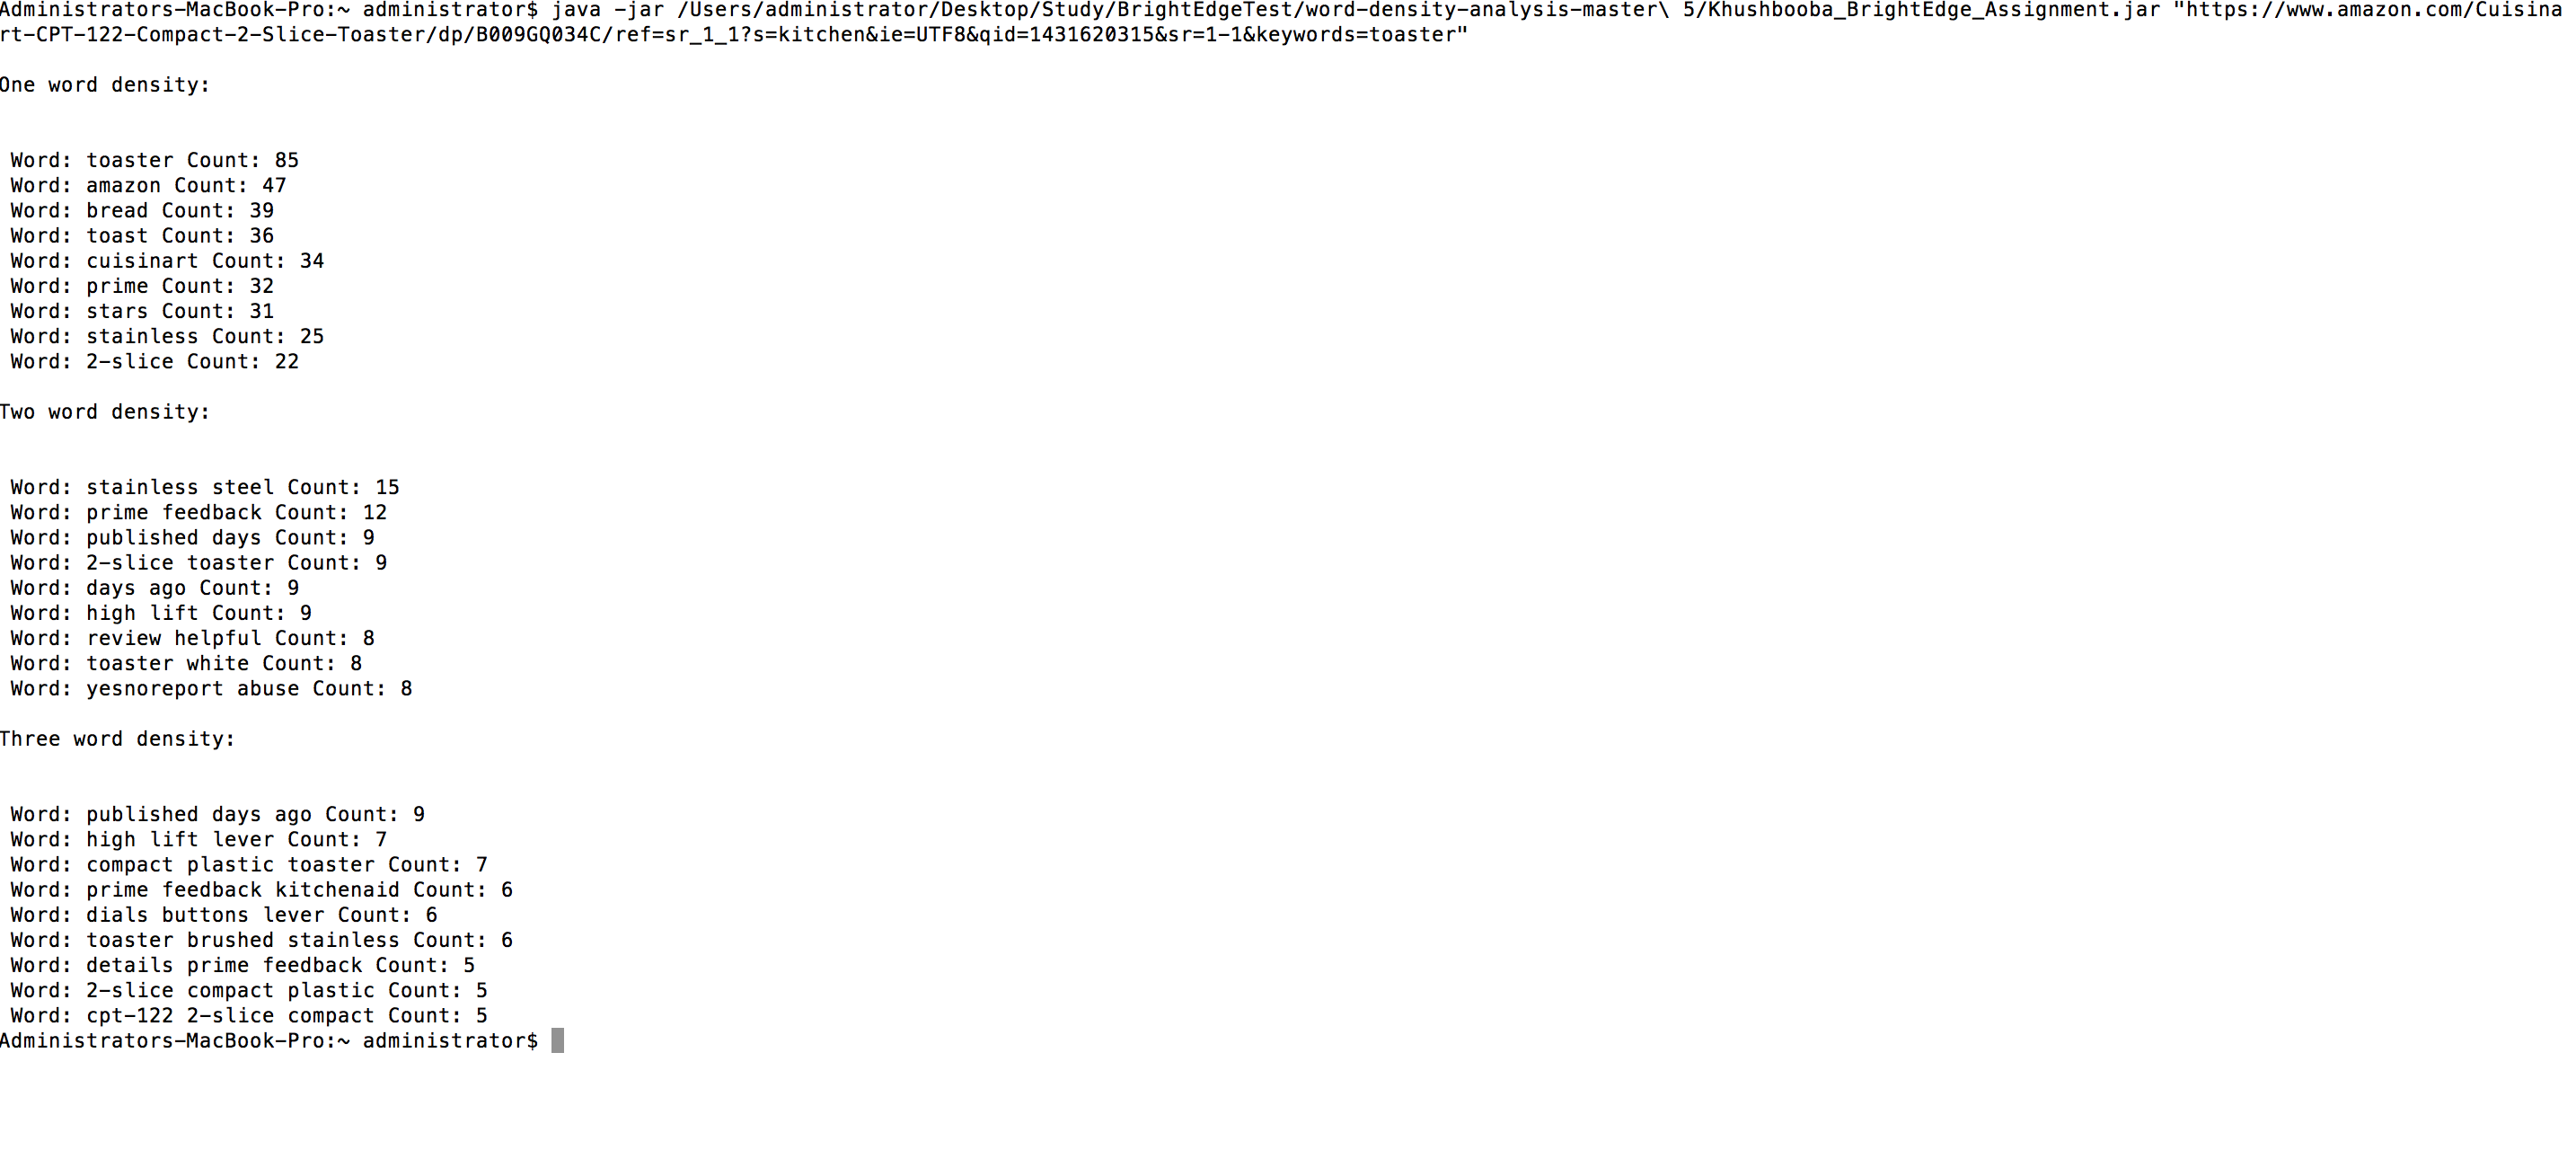 Administrators-MacBook-Pro:~ administrator$ java -jar /Users/administrator/Desktop/Study/BrightEdgeTest/word-density-analysis-master\ 5/Khushbooba_BrightEdge_Assignment.jar "https://www.amazon.com/Cuisina
rt-CPT-122-Compact-2-Slice-Toaster/dp/B009GQ034C/ref=sr_1_1?s=kitchen&ie=UTF8&qid=1431620315&sr=1-1&keywords=toaster"
One word density:
Word: toaster Count: 85
Word: amazon Count: 47
Word: bread Count: 39
Word: toast Count: 36
Word: cuisinart Count: 34
Word: prime Count: 32
Word: stars Count: 31
Word: stainless Count: 25
Word: 2-slice Count: 22
Two word density:
Word: stainless steel Count: 15
Word: prime feedback Count: 12
Word: published days Count: 9
Word: 2-slice toaster Count: 9
Word: days ago Count: 9
Word: high lift Count: 9
Word: review helpful Count: 8
Word: toaster white Count: 8
Word: yesnoreport abuse Count: 8
Three word density:
Word: published days ago Count: 9
Word: high lift lever Count: 7
Word: compact plastic toaster Count: 7
Word: prime feedback kitchenaid Count: 6
Word: dials buttons lever Count: 6
Word: toaster brushed stainless Count: 6
Word: details prime feedback Count: 5
Word: 2-slice compact plastic Count: 5
Word: cpt-122 2-slice compact Count: 5
Administrators-MacBook-Pro:~ administrator$